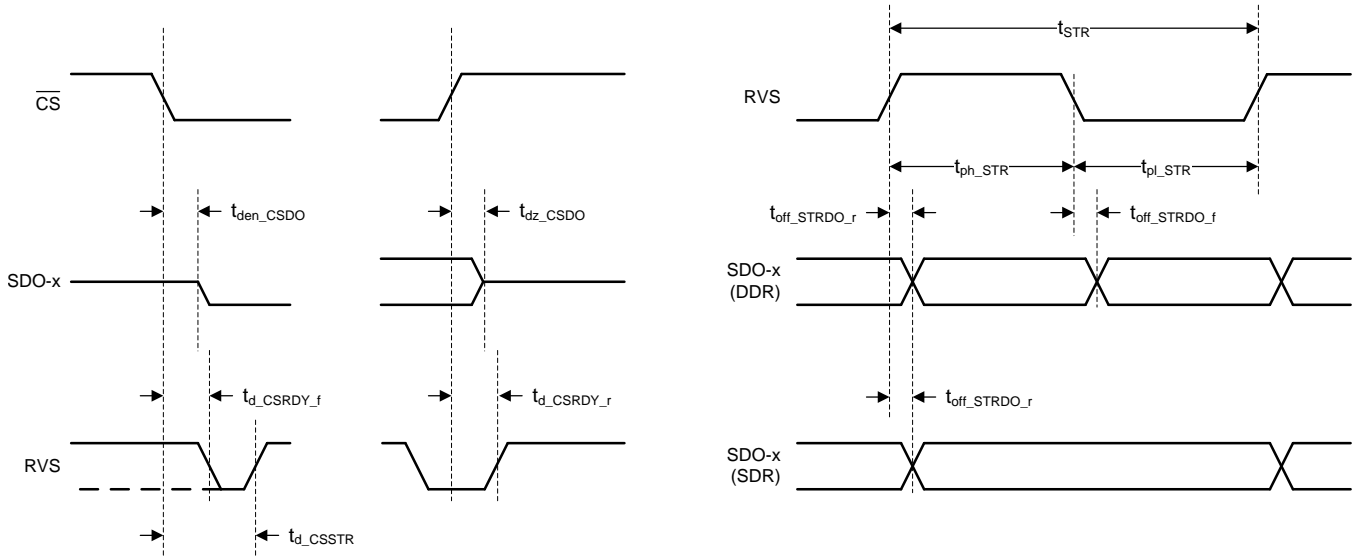 CS
SDO-x
RVS
t_den_CSDO
t_dz_CSDO
t_d_CSRDY_f
t_d_CSRDY_r
t_d_CSSTR
t_STR
RVS
t_ph_STR
t_pl_STR
t_off_STRDO_r
t_off_STRDO_f
SDO-x
(DDR)
t_off_STRDO_r
SDO-x
(SDR)